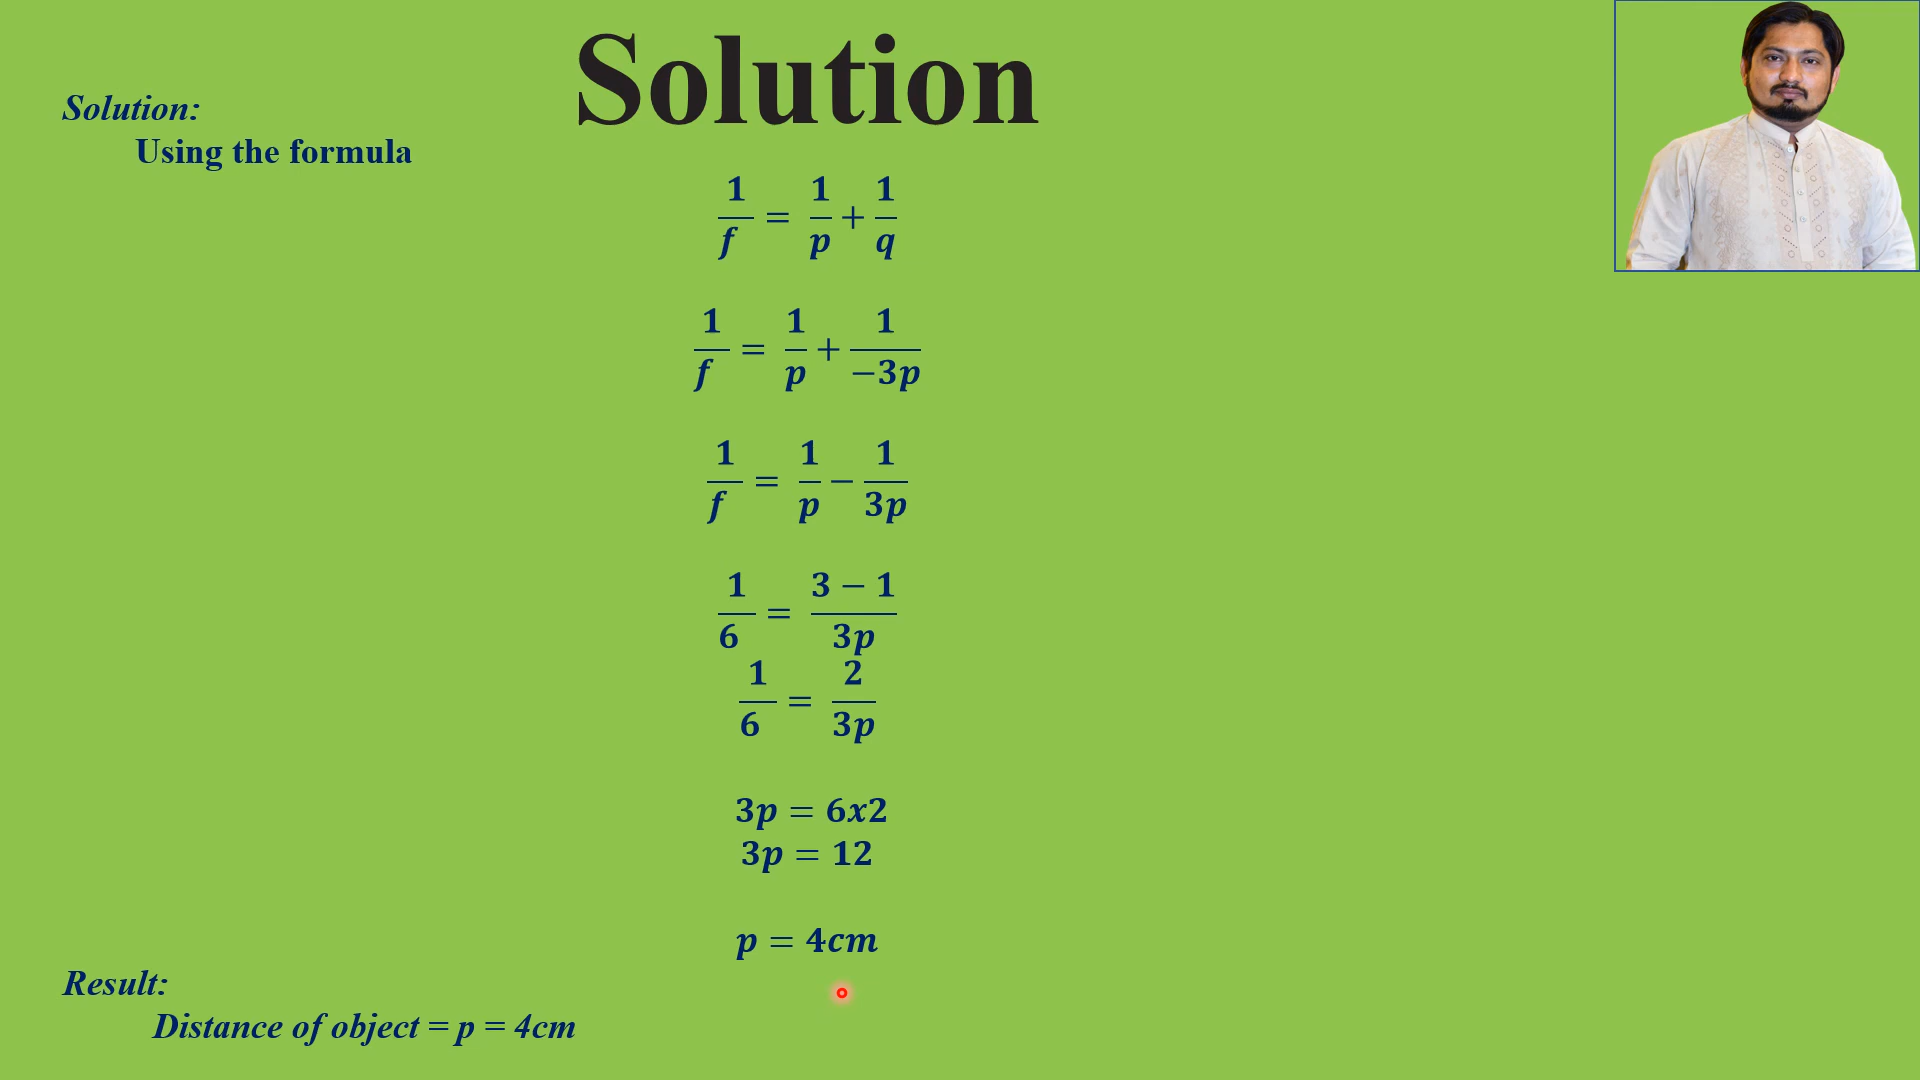 Solution
Solution:
Using the formula
1/f = 1/p + 1/q
1/f = 1/p + 1/−3p
1/f = 1/p − 1/3p
1/6 = 3 − 1/3p
1/6 = 2/3p
3p = 6x2
3p = 12
p = 4cm
Result:
Distance of object = p = 4cm